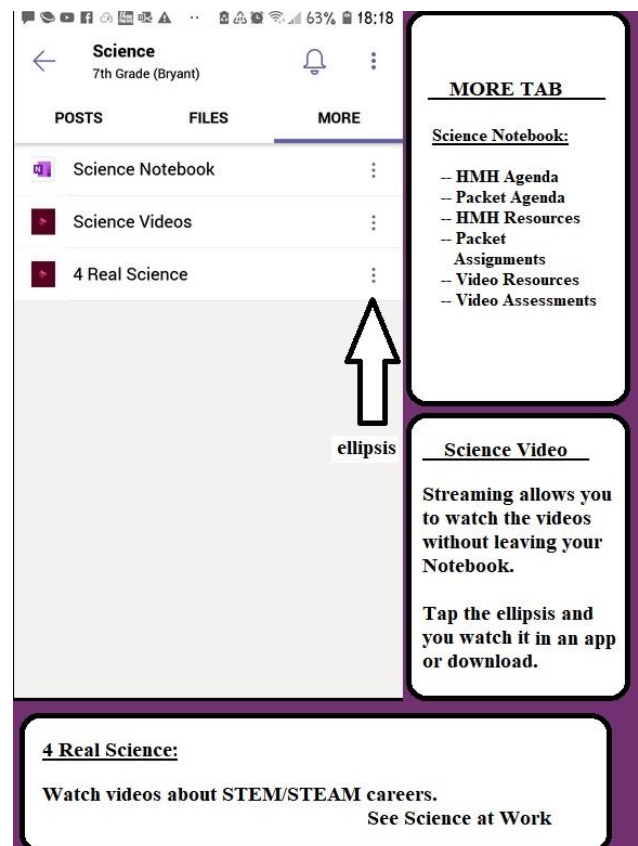 63% 18:18
Science
7th Grade (Bryant)
POSTS FILES MORE
Science Notebook
Science Videos
4 Real Science
ellipsis
MORE TAB
Science Notebook:
-- HMH Agenda
-- Packet Agenda
-- HMH Resources
-- Packet
Assignments
-- Video Resources
-- Video Assessments
Science Video
Streaming allows you
to watch the videos
without leaving your
Notebook.
Tap the ellipsis and
you watch it in an app
or download.
4 Real Science:
Watch videos about STEM/STEAM careers.
See Science at Work